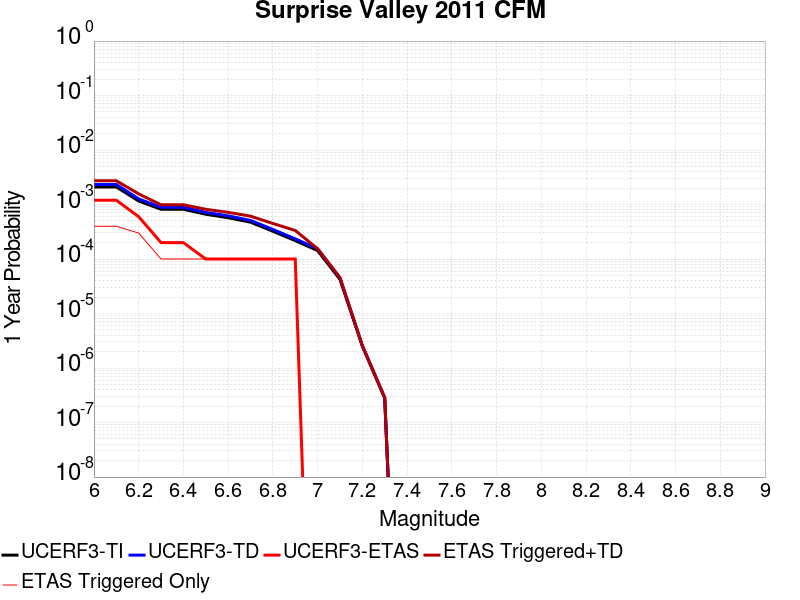 Surprise Valley 2011 CFM
1 Year Probability
10^0
10^-1
10^-2
10^-3
10^-4
10^-5
10^-6
10^-7
10^-8
6 6.2 6.4 6.6 6.8 7 7.2 7.4 7.6 7.8 8 8.2 8.4 8.6 8.8 9
Magnitude
UCERF3-TI UCERF3-TD UCERF3-ETAS ETAS Triggered+TD
ETAS Triggered Only